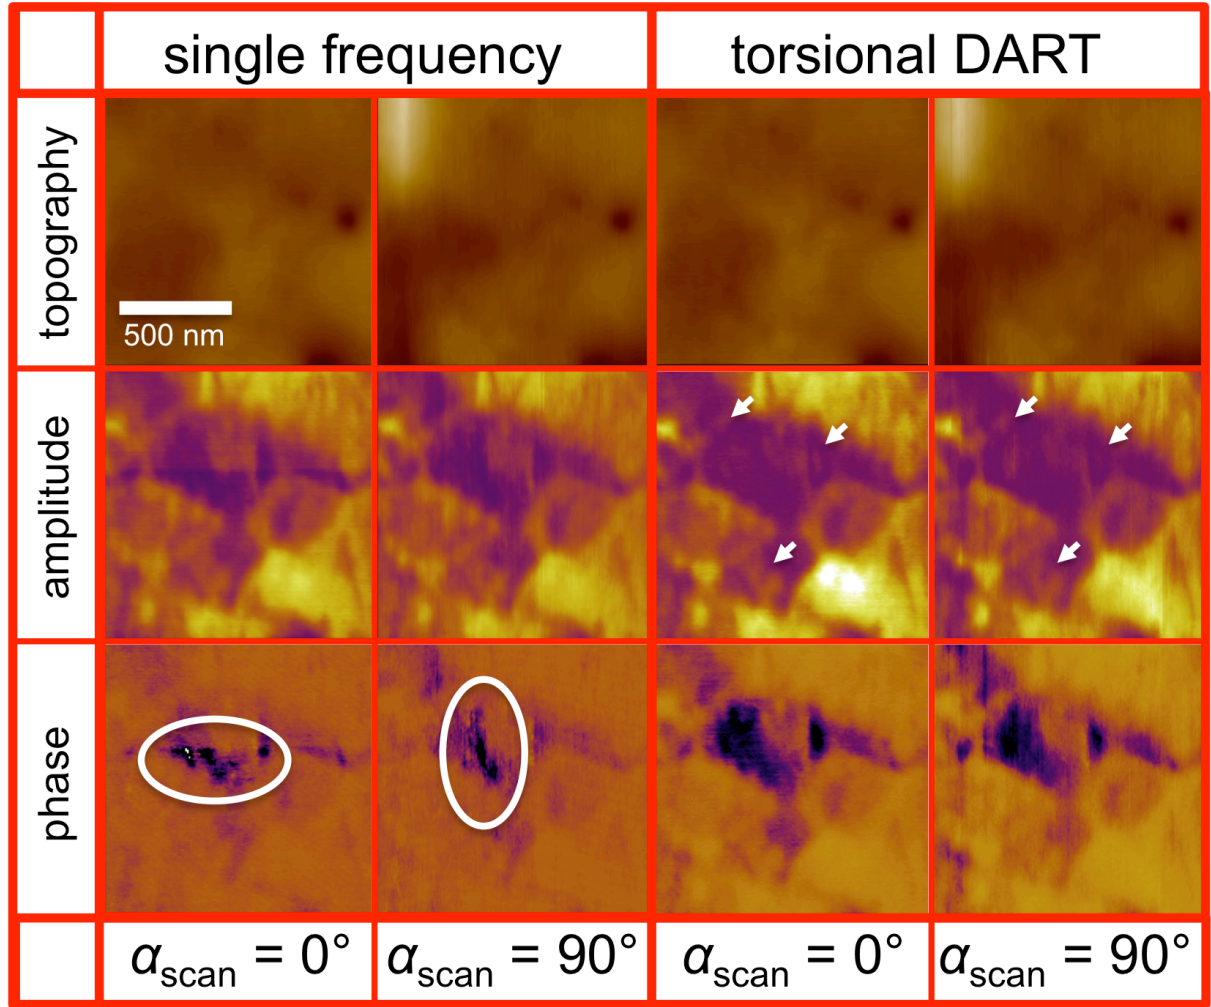 single frequency
torsional DART
topography
500 nm
amplitude
phase
αscan = 0°
αscan = 90°
αscan = 0°
αscan = 90°